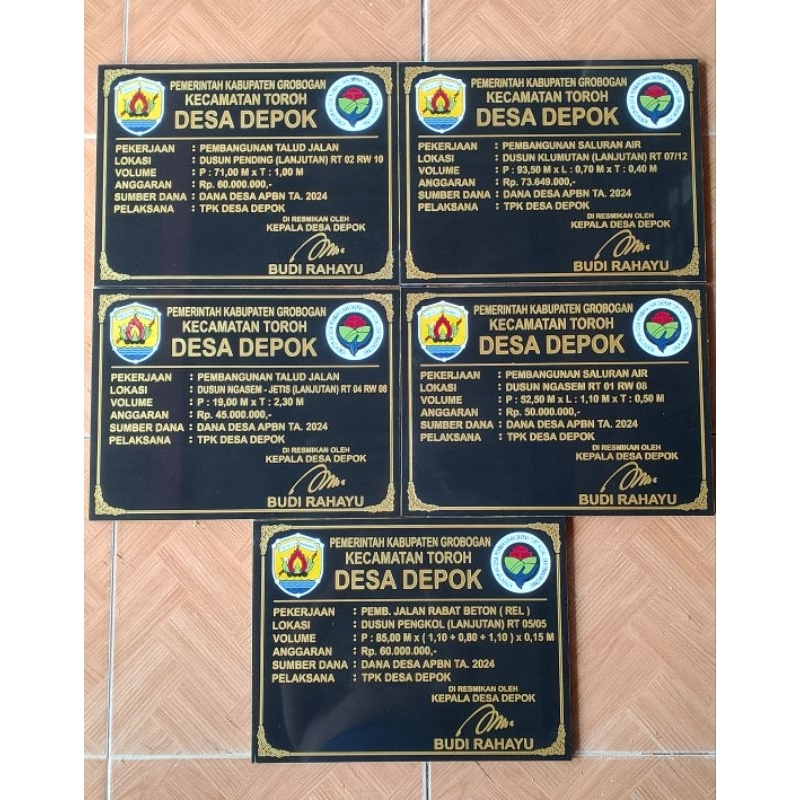 PEMERINTAH KABUPATEN GROBOGAN
KECAMATAN TOROH
DESA DEPOK
PEKERJAAN : PEMBANGUNAN TALUD JALAN
LOKASI : DUSUN PENDING (LANJUTAN) RT 02 RW 10
VOLUME : P : 71,00 M x T : 1,00 M
ANGGARAN : Rp. 60.000.000,-
SUMBER DANA : DANA DESA APBN TA. 2024
PELAKSANA : TPK DESA DEPOK
DI RESMIKAN OLEH
KEPALA DESA DEPOK
BUDI RAHAYU
PEMERINTAH KABUPATEN GROBOGAN
KECAMATAN TOROH
DESA DEPOK
PEKERJAAN : PEMBANGUNAN SALURAN AIR
LOKASI : DUSUN KLUMUTAN (LANJUTAN) RT 07/12
VOLUME : P : 93,50 M x L : 0,70 M x T : 0,40 M
ANGGARAN : Rp. 73.649.000,-
SUMBER DANA : DANA DESA APBN TA. 2024
PELAKSANA : TPK DESA DEPOK
DI RESMIKAN OLEH
KEPALA DESA DEPOK
BUDI RAHAYU
PEMERINTAH KABUPATEN GROBOGAN
KECAMATAN TOROH
DESA DEPOK
PEKERJAAN : PEMBANGUNAN TALUD JALAN
LOKASI : DUSUN NGASEM - JETIS (LANJUTAN) RT 04 RW 08
VOLUME : P : 19,00 M x T : 2,30 M
ANGGARAN : Rp. 45.000.000,-
SUMBER DANA : DANA DESA APBN TA. 2024
PELAKSANA : TPK DESA DEPOK
DI RESMIKAN OLEH
KEPALA DESA DEPOK
BUDI RAHAYU
PEMERINTAH KABUPATEN GROBOGAN
KECAMATAN TOROH
DESA DEPOK
PEKERJAAN : PEMBANGUNAN SALURAN AIR
LOKASI : DUSUN NGASEM RT 01 RW 08
VOLUME : P : 52,50 M x L : 1,10 M x T : 0,50 M
ANGGARAN : Rp. 50.000.000,-
SUMBER DANA : DANA DESA APBN TA. 2024
PELAKSANA : TPK DESA DEPOK
DI RESMIKAN OLEH
KEPALA DESA DEPOK
BUDI RAHAYU
PEMERINTAH KABUPATEN GROBOGAN
KECAMATAN TOROH
DESA DEPOK
PEKERJAAN : PEMB. JALAN RABAT BETON ( REL )
LOKASI : DUSUN PENGKOL (LANJUTAN) RT 05/05
VOLUME : P : 85,00 M x ( 1,10 + 0,80 + 1,10 ) x 0,15 M
ANGGARAN : Rp. 60.000.000,-
SUMBER DANA : DANA DESA APBN TA. 2024
PELAKSANA : TPK DESA DEPOK
DI RESMIKAN OLEH
KEPALA DESA DEPOK
BUDI RAHAYU